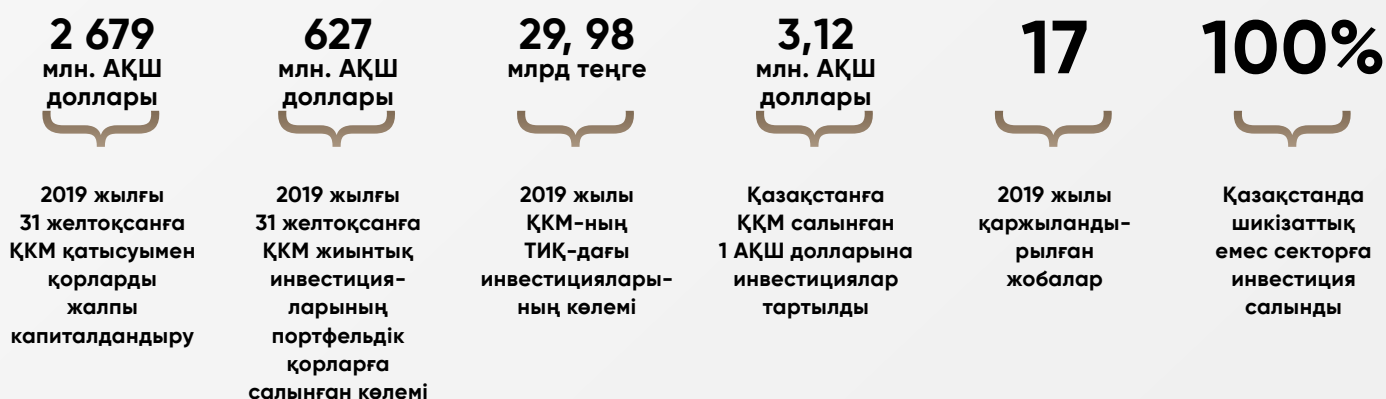 2 679
млн. АҚШ
доллары
2019 жылғы
31 желтоқсанға
ҚКМ қатысуымен
қорларды
жалпы
капиталдандыру
627
млн. АҚШ
доллары
2019 жылғы
31 желтоқсанға
ҚКМ жиынтық
инвестиция-
ларының
портфельдік
қорларға
салынған көлемі
29, 98
млрд теңге
2019 жылы
ҚКМ-ның
ТИҚ-дағы
инвестициялары-
ның көлемі
3,12
млн. АҚШ
доллары
Қазақстанға
ҚҚМ салынған
1 АҚШ долларына
инвестициялар
тартылды
17
2019 жылы
қаржыланды-
рылған
жобалар
100%
Қазақстанда
шикізаттық
емес секторға
инвестиция
салынды